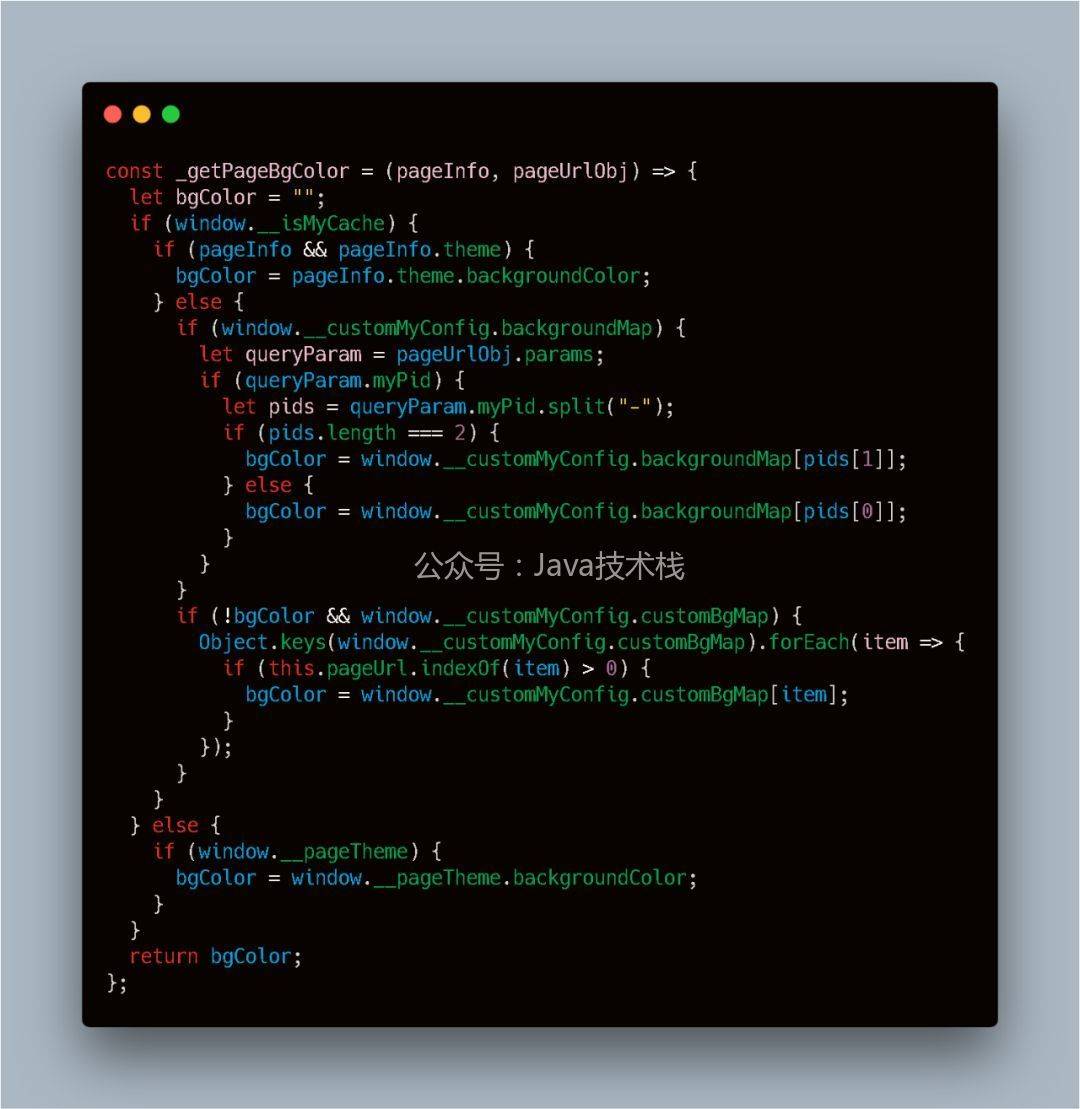 const _getPageBgColor = (pageInfo, pageUrlObj) => {
  let bgColor = "";
  if (window.__isMyCache) {
    if (pageInfo && pageInfo.theme) {
      bgColor = pageInfo.theme.backgroundColor;
    } else {
      if (window.__customMyConfig.backgroundMap) {
        let queryParam = pageUrlObj.params;
        if (queryParam.myPid) {
          let pids = queryParam.myPid.split("-");
          if (pids.length === 2) {
            bgColor = window.__customMyConfig.backgroundMap[pids[1]];
          } else {
            bgColor = window.__customMyConfig.backgroundMap[pids[0]];
          }
        }
公众号：Java技术栈
      }
      if (!bgColor && window.__customMyConfig.customBgMap) {
        Object.keys(window.__customMyConfig.customBgMap).forEach(item => {
          if (this.pageUrl.indexOf(item) > 0) {
            bgColor = window.__customMyConfig.customBgMap[item];
          }
        });
      }
    }
  } else {
    if (window.__pageTheme) {
      bgColor = window.__pageTheme.backgroundColor;
    }
  }
  return bgColor;
};